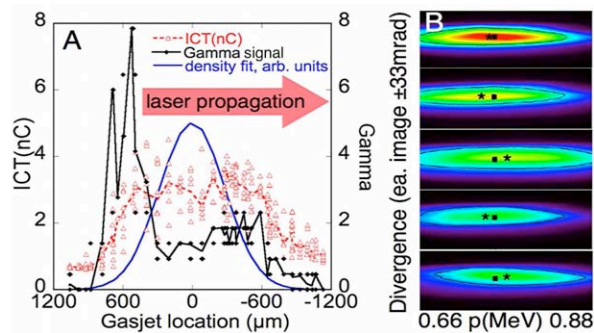 A
ICT(nC)
Gamma signal
density fit, arb. units
laser propagation
ICT(nC)
8
6
4
2
0
8
6
4
2
0
Gamma
1200 600 0 -600 -1200
Gasjet location (µm)
B
Divergence (ea. image ±33mrad)
0.66 p(MeV) 0.88